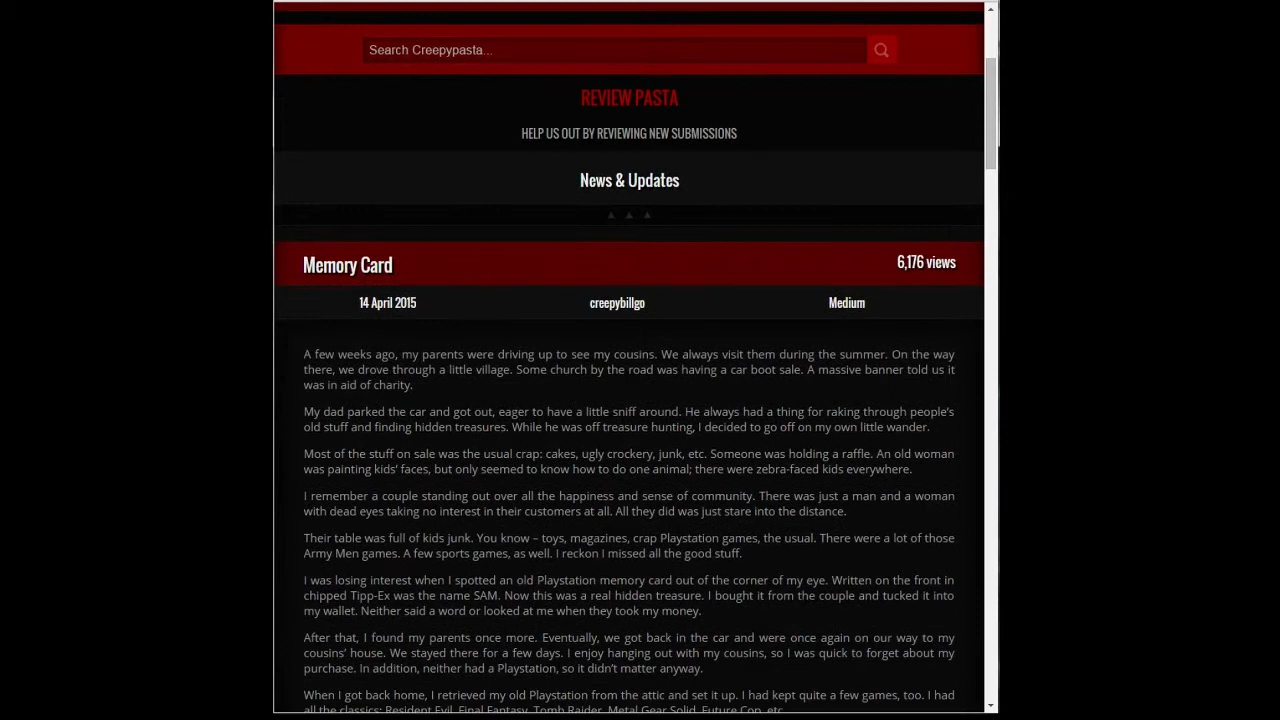 Search Creepypasta...
REVIEW PASTA
HELP US OUT BY REVIEWING NEW SUBMISSIONS
News & Updates
Memory Card
6,176 views
14 April 2015
creepybillgo
Medium
A few weeks ago, my parents were driving up to see my cousins. We always visit them during the summer. On the way
there, we drove through a little village. Some church by the road was having a car boot sale. A massive banner told us it
was in aid of charity.
My dad parked the car and got out, eager to have a little sniff around. He always had a thing for raking through people's
old stuff and finding hidden treasures. While he was off treasure hunting, I decided to go off on my own little wander.
Most of the stuff on sale was the usual crap: cakes, ugly crockery, junk, etc. Someone was holding a raffle. An old woman
was painting kids' faces, but only seemed to know how to do one animal; there were zebra-faced kids everywhere.
I remember a couple standing out over all the happiness and sense of community. There was just a man and a woman
with dead eyes taking no interest in their customers at all. All they did was just stare into the distance.
Their table was full of kids junk. You know – toys, magazines, crap Playstation games, the usual. There were a lot of those
Army Men games. A few sports games, as well. I reckon I missed all the good stuff.
I was losing interest when I spotted an old Playstation memory card out of the corner of my eye. Written on the front in
chipped Tipp-Ex was the name SAM. Now this was a real hidden treasure. I bought it from the couple and tucked it into
my wallet. Neither said a word or looked at me when they took my money.
After that, I found my parents once more. Eventually, we got back in the car and were once again on our way to my
cousins' house. We stayed there for a few days. I enjoy hanging out with my cousins, so I was quick to forget about my
purchase. In addition, neither had a Playstation, so it didn't matter anyway.
When I got back home, I retrieved my old Playstation from the attic and set it up. I had kept quite a few games, too. I had
all the classics: Resident Evil, Final Fantasy, Tomb Raider, Metal Gear Solid, Future Cop, etc.